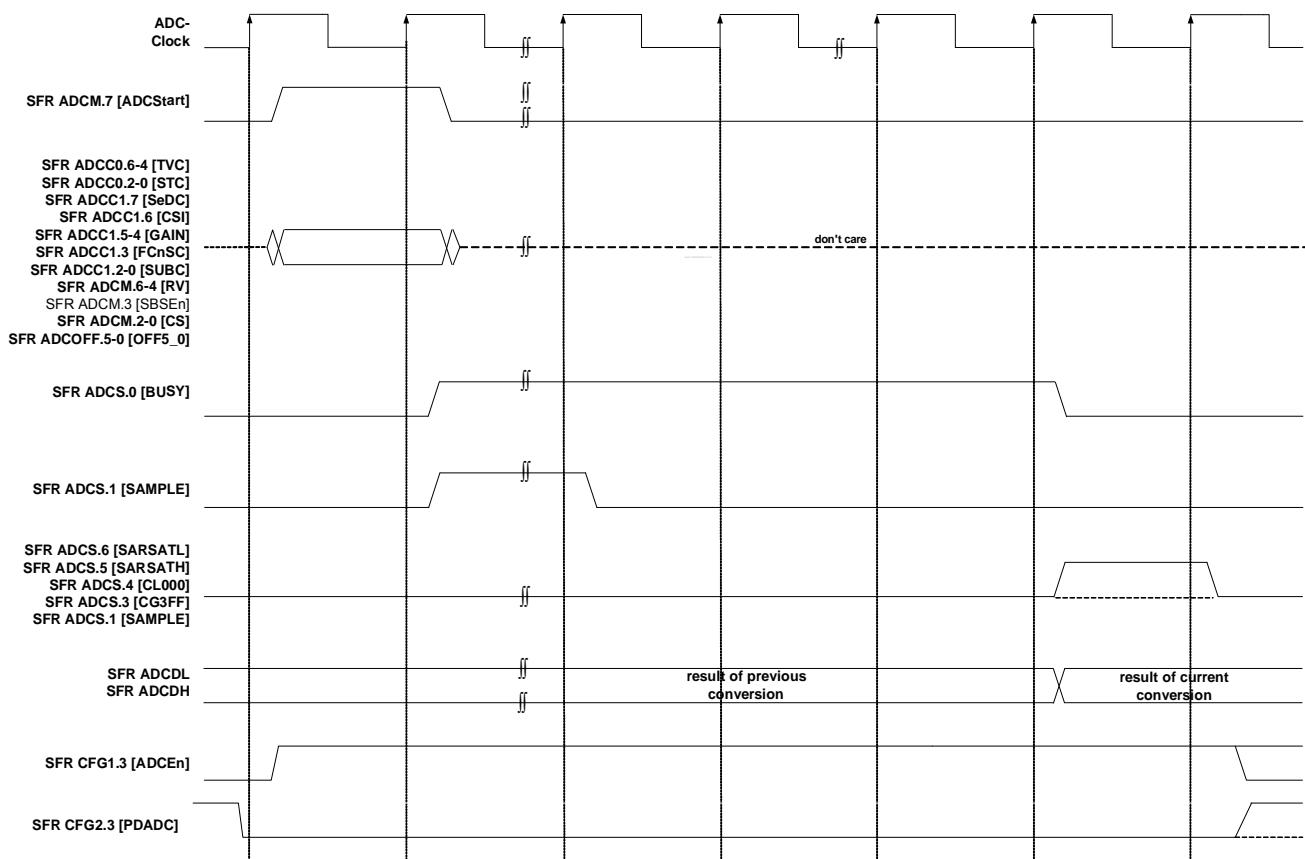 ADC-
Clock
SFR ADCM.7 [ADCStart]
SFR ADCC0.6-4 [TVC]
SFR ADCC0.2-0 [STC]
SFR ADCC1.7 [SeDC]
SFR ADCC1.6 [CSI]
SFR ADCC1.5-4 [GAIN]
SFR ADCC1.3 [FCnSC]
SFR ADCC1.2-0 [SUBC]
SFR ADCM.6-4 [RV]
SFR ADCM.3 [SBSEn]
SFR ADCM.2-0 [CS]
SFR ADCOFF.5-0 [OFF5_0]
don't care
SFR ADCS.0 [BUSY]
SFR ADCS.1 [SAMPLE]
SFR ADCS.6 [SARSATL]
SFR ADCS.5 [SARSATH]
SFR ADCS.4 [CL000]
SFR ADCS.3 [CG3FF]
SFR ADCS.1 [SAMPLE]
SFR ADCDL
SFR ADCDH
result of previous
conversion
result of current
conversion
SFR CFG1.3 [ADCEn]
SFR CFG2.3 [PDADC]